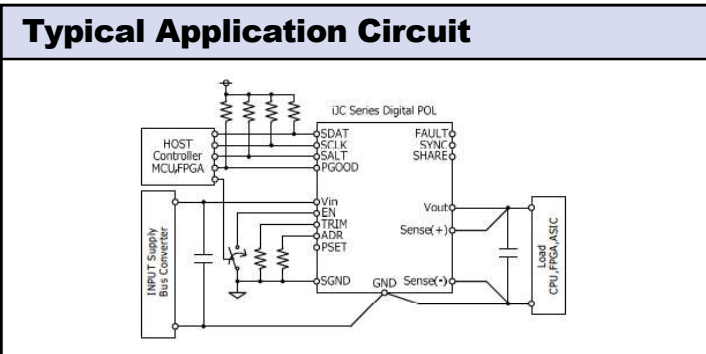 Typical Application Circuit
iJC Series Digital POL
HOST
Controller
MCU,FPGA
SDAT
SCLK
SALT
PGOOD
FAULT
SYNC
SHARE
INPUT Supply
Bus Converter
Vin
EN
TRIM
ADR
PSET
SGND
GND
Vout
Sense(+)
Sense(-)
Load
CPU,FPGA,ASIC